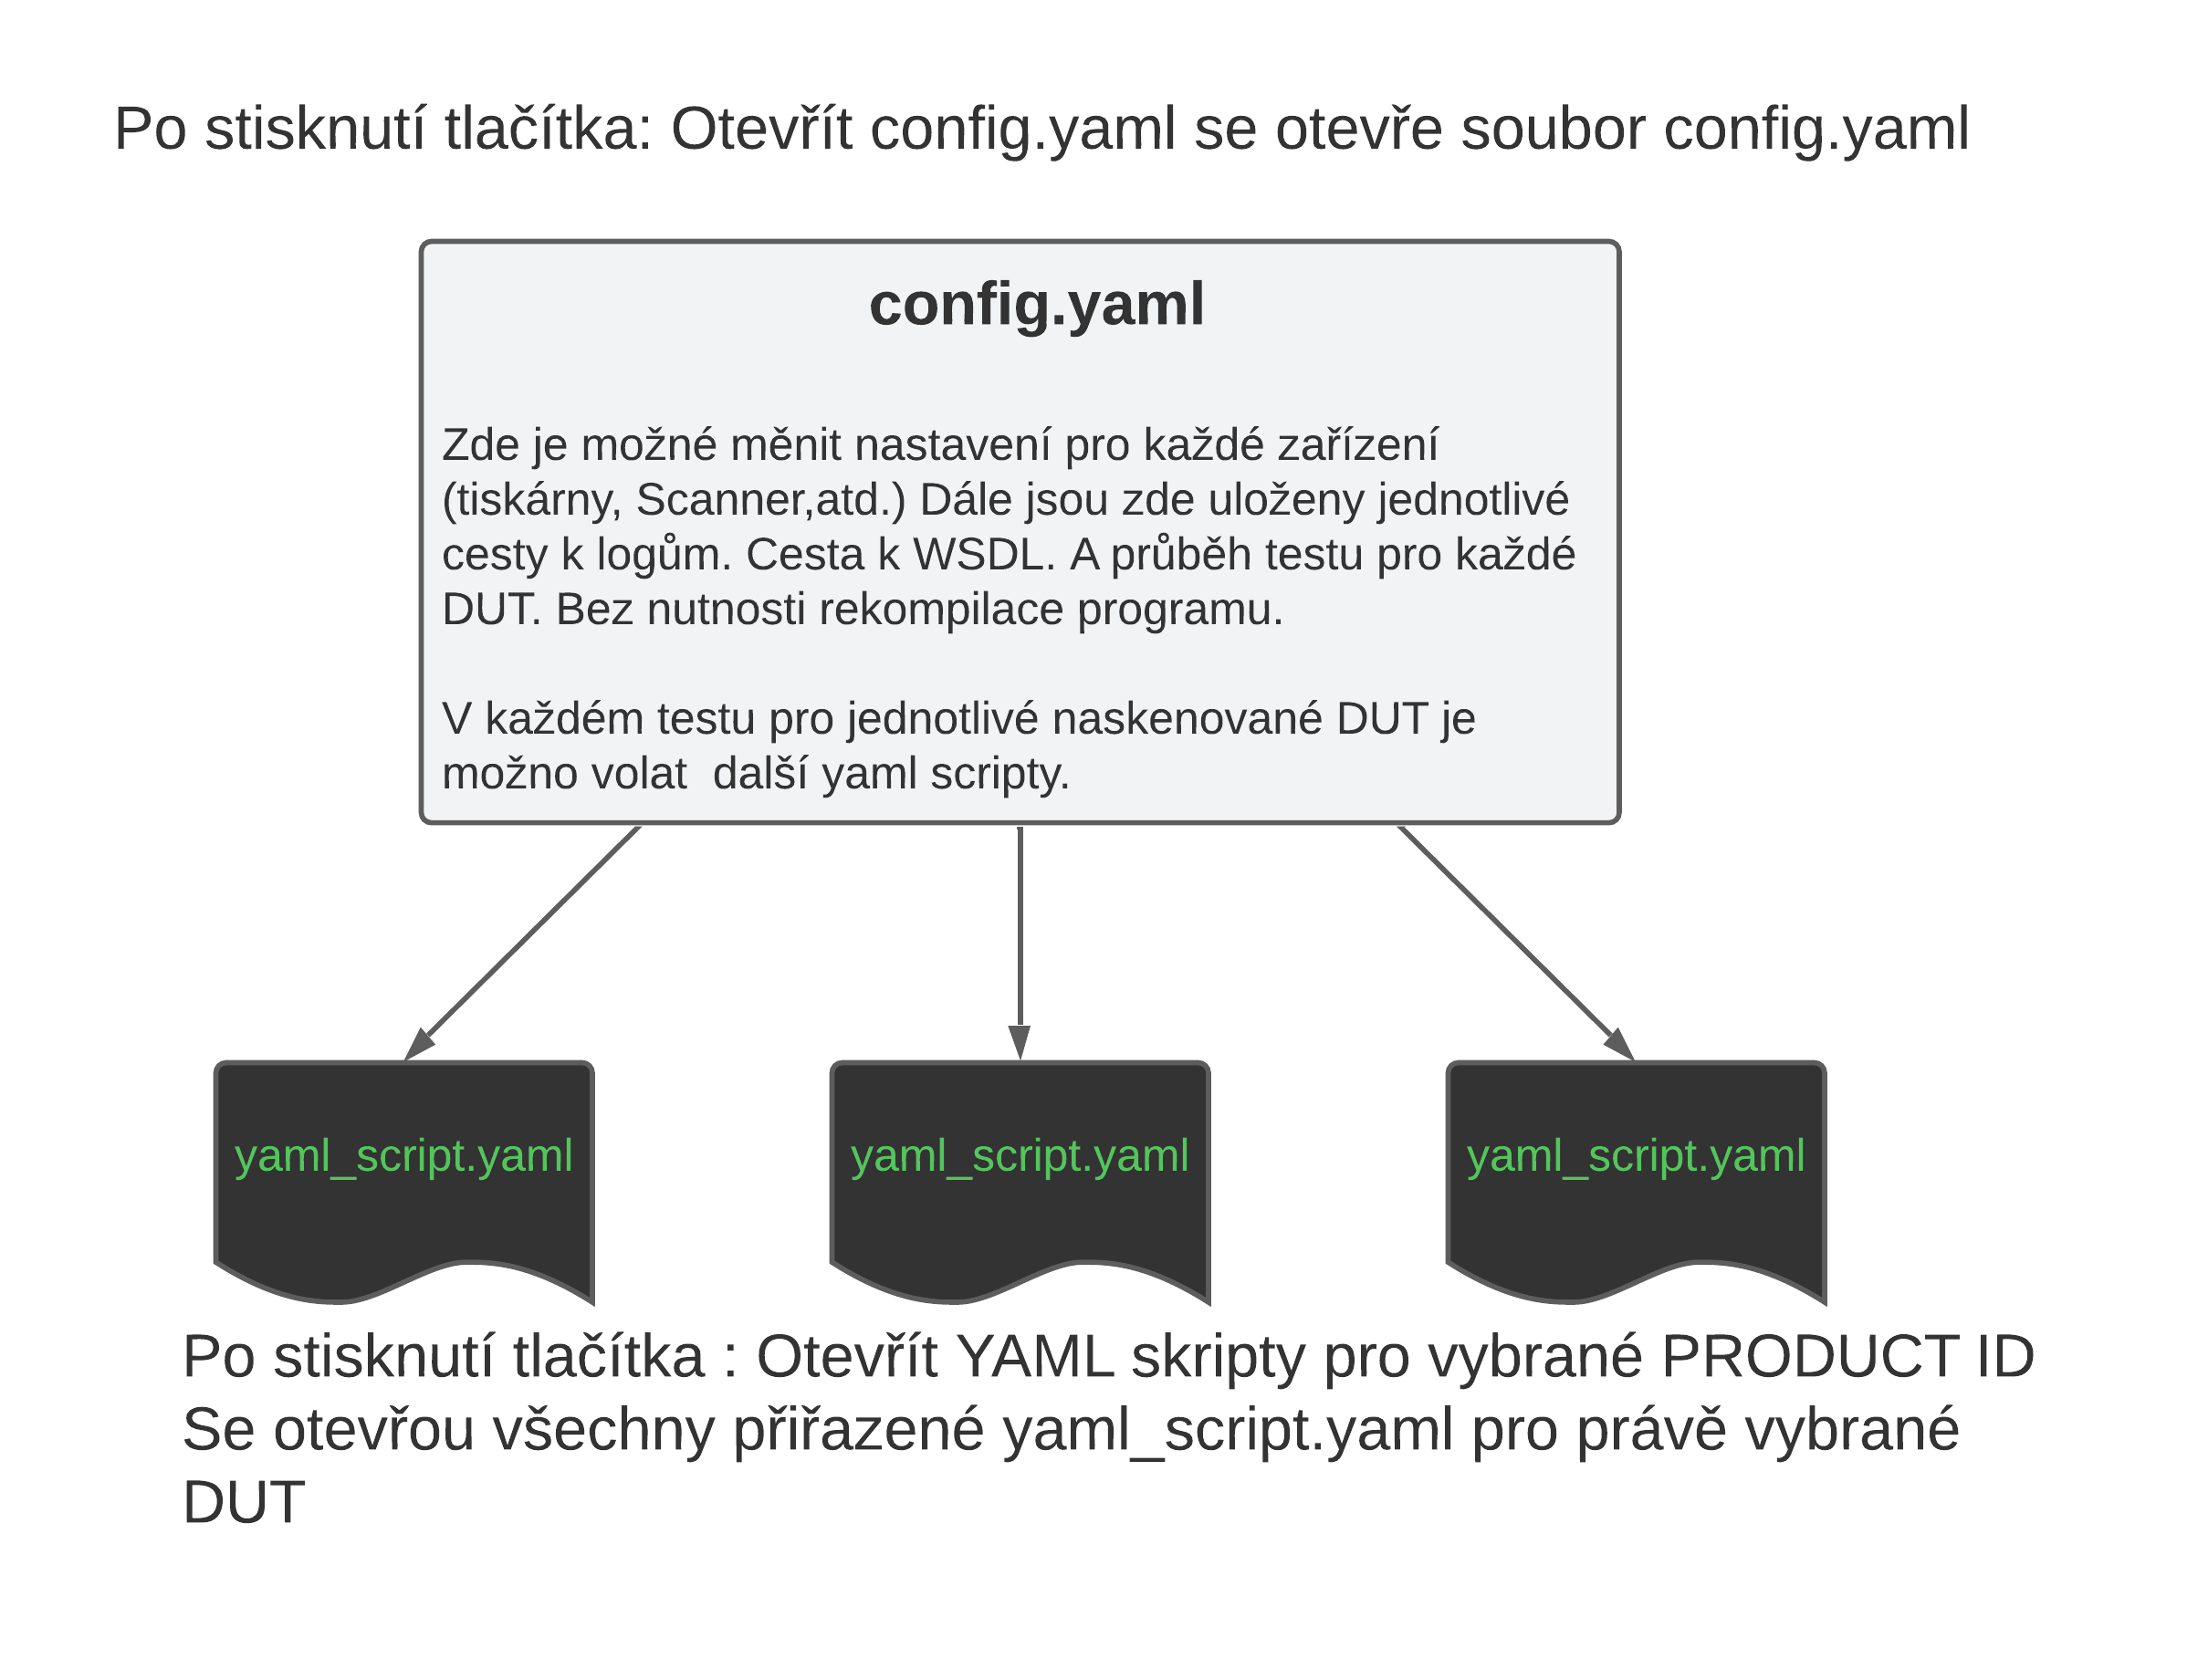 Po stisknutí tlačítka: Otevřít config.yaml se otevře soubor config.yaml
config.yaml
Zde je možné měnit nastavení pro každé zařízení
(tiskárny, Scanner,atd.) Dále jsou zde uloženy jednotlivé
cesty k logům. Cesta k WSDL. A průběh testu pro každé
DUT. Bez nutnosti rekompilace programu.
V každém testu pro jednotlivé naskenované DUT je
možno volat  další yaml scripty.
yaml_script.yaml
yaml_script.yaml
yaml_script.yaml
Po stisknutí tlačítka : Otevřít YAML skripty pro vybrané PRODUCT ID
Se otevřou všechny přiřazené yaml_script.yaml pro právě vybrané
DUT